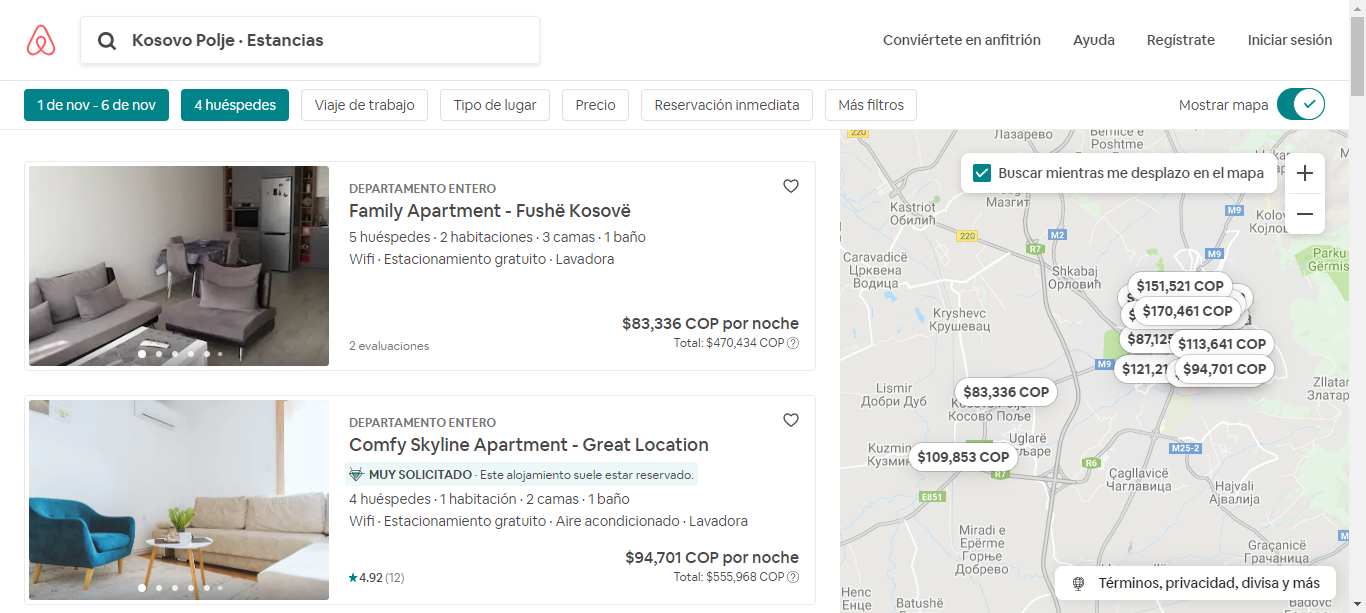 Kosovo Polje · Estancias
Conviértete en anfitrión
Ayuda
Regístrate
Iniciar sesión
1 de nov - 6 de nov
4 huéspedes
Viaje de trabajo
Tipo de lugar
Precio
Reservación inmediata
Más filtros
Mostrar mapa
DEPARTAMENTO ENTERO
Family Apartment - Fushë Kosovë
5 huéspedes · 2 habitaciones · 3 camas · 1 baño
Wifi · Estacionamiento gratuito · Lavadora
$83,336 COP por noche
2 evaluaciones
Total: $470,434 COP
DEPARTAMENTO ENTERO
Comfy Skyline Apartment - Great Location
MUY SOLICITADO · Este alojamiento suele estar reservado.
4 huéspedes · 1 habitación · 2 camas · 1 baño
Wifi · Estacionamiento gratuito · Aire acondicionado · Lavadora
$94,701 COP por noche
4.92 (12)
Total: $555,968 COP
220
Лазарево
Poshtme
Buscar mientras me desplazo en el mapa
Мазгит
Kastriot
Обилић
M9
220
R7
M2
M9
Parku
Gërmis
Caravadicë
Црквена
Водица
Shkabaj
Орловић
$151,521 COP
$170,461 COP
Kryshevc
Крушевац
$87,125
$113,641 COP
M9
$121,21
$94,701 COP
Lismir
Добри Дуб
$83,336 COP
Косово Поље
Zllatar
Златар
Uglarë
$109,853 COP
R7
R6
M25-2
Çagllavicë
Чаглавица
Hajvali
Ајвалија
E851
Miradi e
Epërme
Горње
Добрево
Graçanicë
Грачаница
Términos, privacidad, divisa y más
Henc
Енце
Batushë